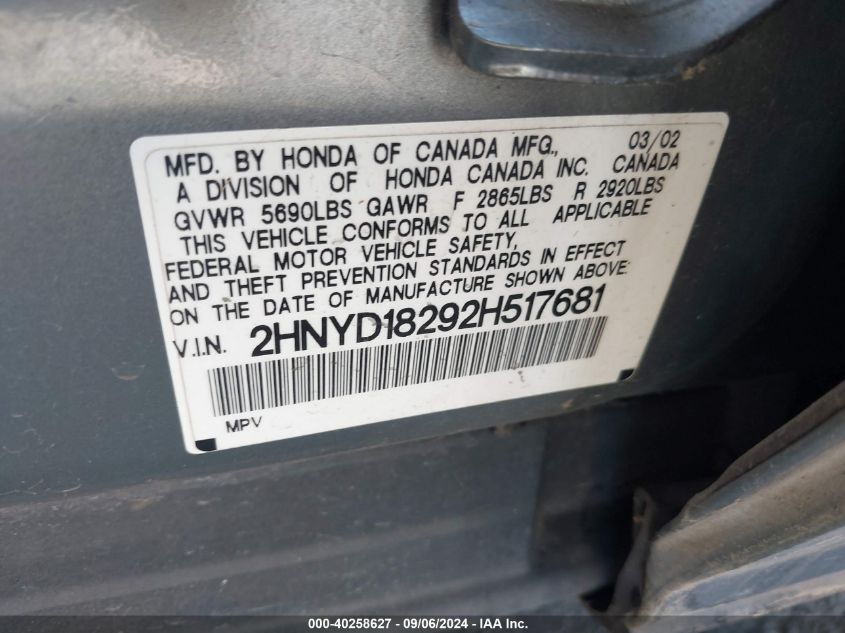 MFD. BY HONDA OF CANADA MFG., 03/02
A DIVISION OF HONDA CANADA INC. CANADA
GVWR 5690LBS GAWR F 2865LBS R 2920LBS
THIS VEHICLE CONFORMS TO ALL APPLICABLE
FEDERAL MOTOR VEHICLE SAFETY,
AND THEFT PREVENTION STANDARDS IN EFFECT
ON THE DATE OF MANUFACTURE SHOWN ABOVE:
V.I.N. 2HNYD18292H517681
MPV
000-40258627 - 09/06/2024 - IAA Inc.